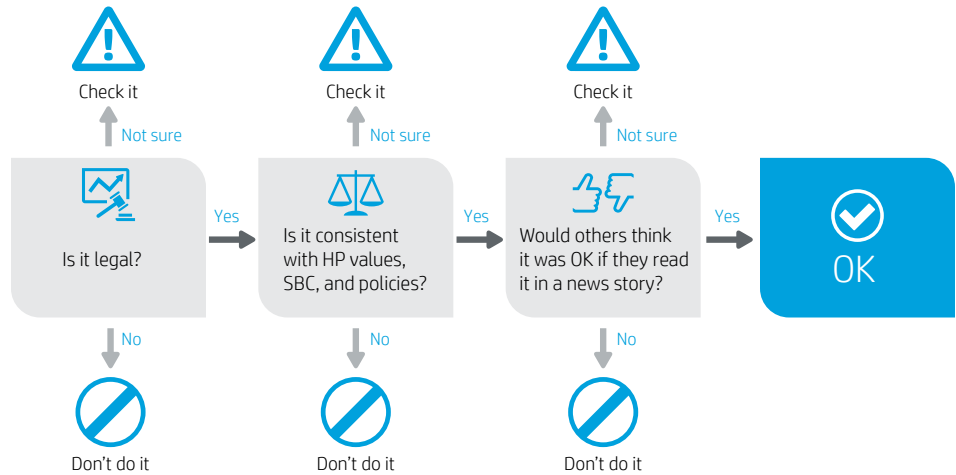 Check it
Check it
Check it
Not sure
Not sure
Not sure
Is it legal?
Yes
Is it consistent
with HP values,
SBC, and policies?
Yes
Would others think
it was OK if they read
it in a news story?
Yes
OK
No
No
No
Don't do it
Don't do it
Don't do it